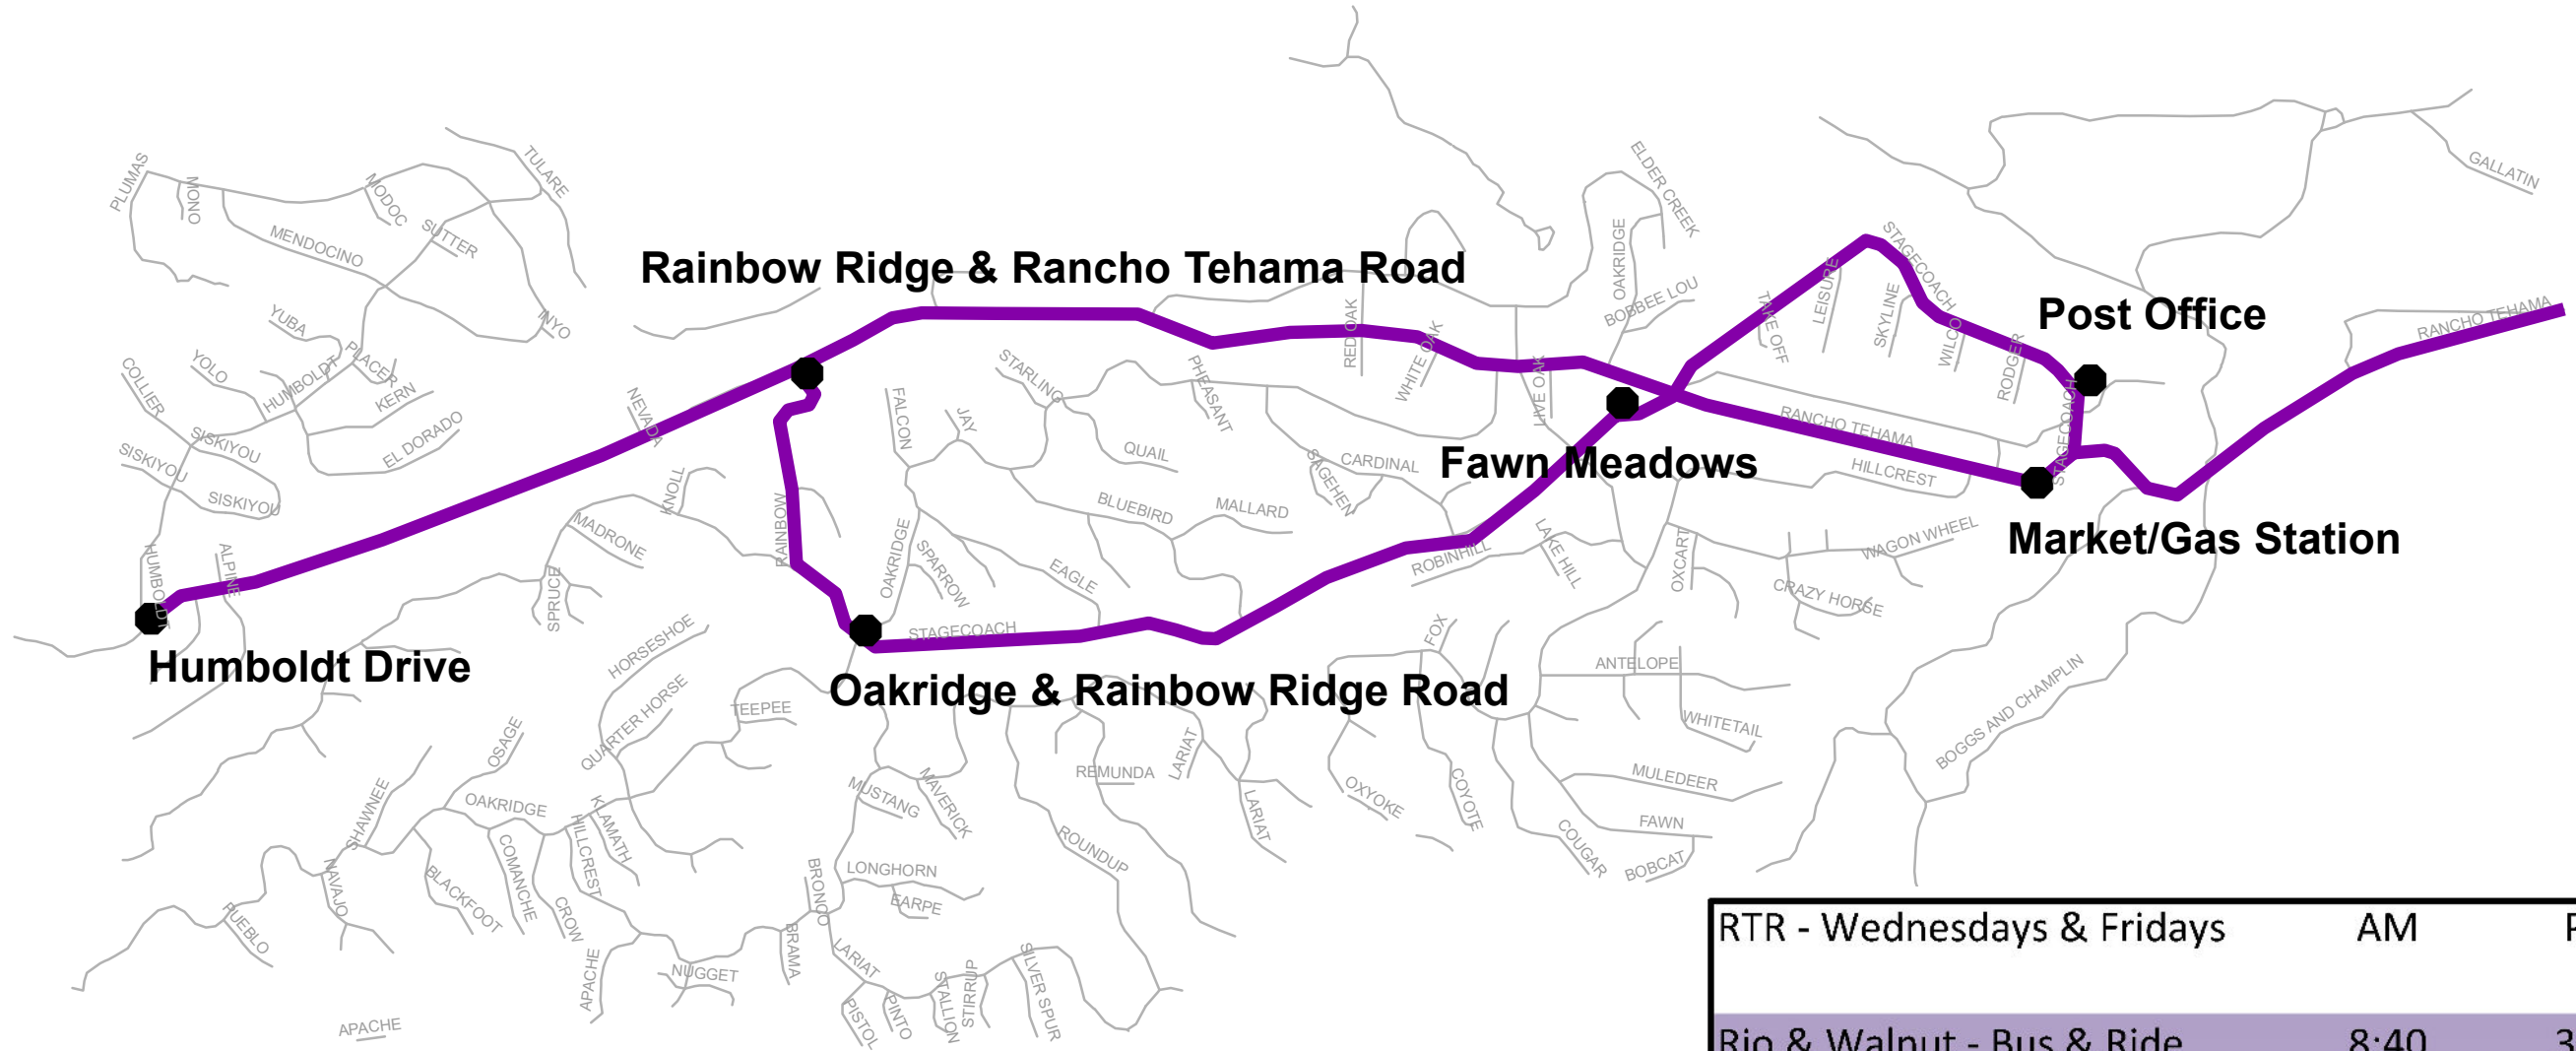 ELDER CREEK
TULARE
PLUMAS
MONO
MODOC
GALLATIN
SUTTER
MENDOCINO
OAKRIDGE
STAGECOACH
Rainbow Ridge & Rancho Tehama Road
BOBBEE LOU
LEISURE
TAKE OFF
SKYLINE
Post Office
RANCHO TEHAMA
YUBA
INYO
RED OAK
WHITE OAK
WILCO
RODGER
YOLO
COLLIER
HUMBOLDT
PLACER
KERN
STARLING
PHEASANT
LIVE OAK
NEVADA
FALCON
JAY
STAGECOACH
RANCHO TEHAMA
SISKIYOU
EL DORADO
QUAIL
SAGEHEN
CARDINAL
Fawn Meadows
HILLCREST
SISKIYOU
SISKIYOU
KNOLL
MADRONE
RAINBOW
BLUEBIRD
MALLARD
LAKE HILL
WAGON WHEEL
Market/Gas Station
HUMBOLDT
ALPINE
SPRUCE
OAKRIDGE
SPARROW
EAGLE
ROBINHILL
OXCART
CRAZY HORSE
HORSESHOE
STAGECOACH
FOX
Humboldt Drive
ANTELOPE
Oakridge & Rainbow Ridge Road
QUARTER HORSE
TEEPEE
WHITETAIL
BOGGS AND CHAMPLIN
OSAGE
LARIAT
REMUNDA
MULEDEER
MUSTANG
MAVERICK
OXYOKE
COYOTE
SHAWNEE
OAKRIDGE
KLAMATH
HILLCREST
LARIAT
FAWN
COUGAR
BOBCAT
ROUNDUP
NAVAJO
BLACKFOOT
COMANCHE
CROW
BRONCO
LONGHORN
EARPE
PUEBLO
RTR - Wednesdays & Fridays AM
BRAMA
LARIAT
APACHE
NUGGET
STALLION
STIRRUP
SILVER SPUR
PISTOL
PINTO
APACHE
Rio & Walnut - Bus & Ride 8:40